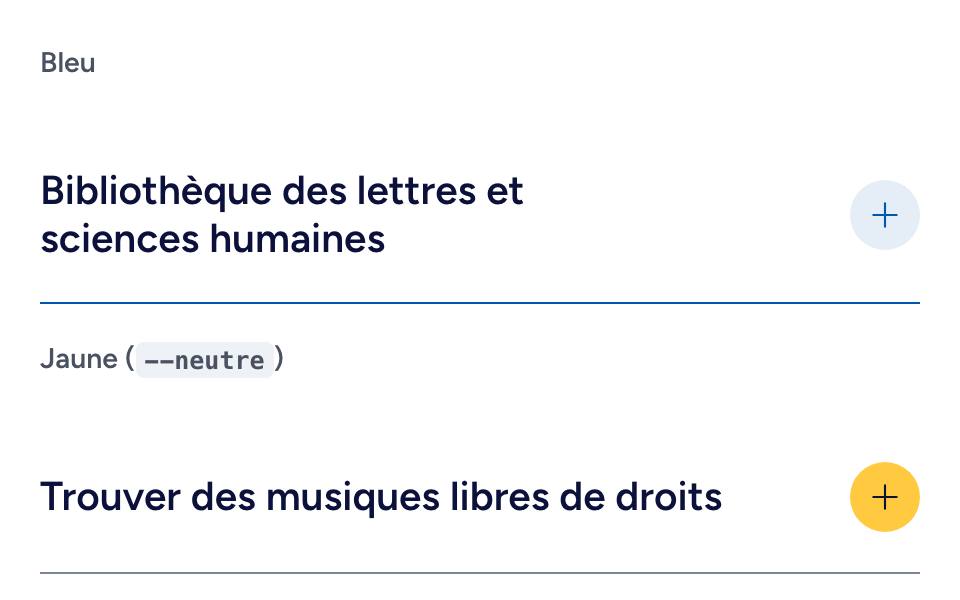 Bleu
Bibliothèque des lettres et
sciences humaines
Jaune (--neutre)
Trouver des musiques libres de droits